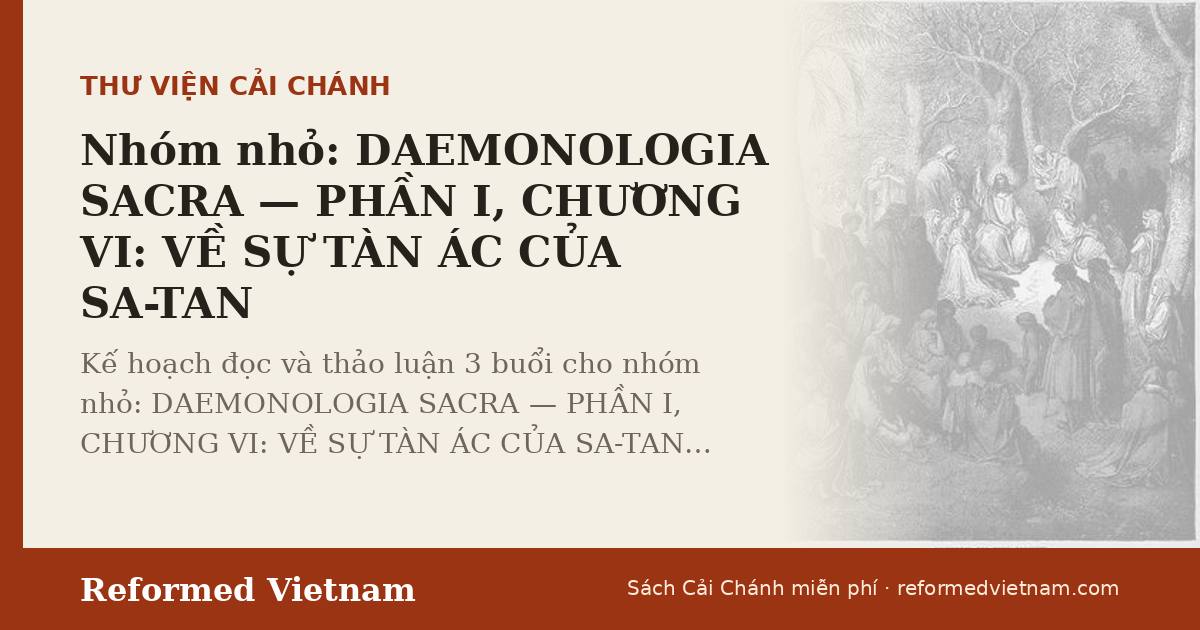 THƯ VIỆN CẢI CHÁNH
Nhóm nhỏ: DAEMONOLOGIA
SACRA — PHẦN I, CHƯƠNG
VI: VỀ SỰ TÀN ÁC CỦA
SA-TAN
Kế hoạch đọc và thảo luận 3 buổi cho nhóm
nhỏ: DAEMONOLOGIA SACRA — PHẦN I,
CHƯƠNG VI: VỀ SỰ TÀN ÁC CỦA SA-TAN...
Reformed Vietnam
Sách Cải Chánh miễn phí · reformedvietnam.com